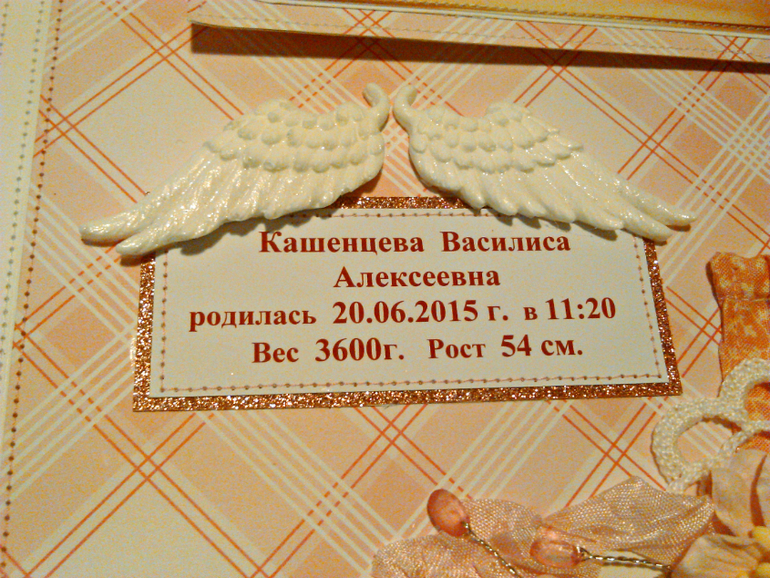 Кашенцева Василиса
Алексеевна
родилась 20.06.2015 г. в 11:20
Вес 3600г. Рост 54 см.